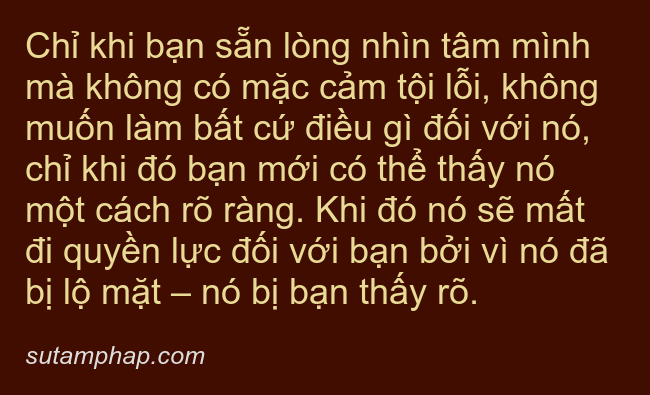 Chỉ khi bạn sẵn lòng nhìn tâm mình
mà không có mặc cảm tội lỗi, không
muốn làm bất cứ điều gì đối với nó,
chỉ khi đó bạn mới có thể thấy nó
một cách rõ ràng. Khi đó nó sẽ mất
đi quyền lực đối với bạn bởi vì nó đã
bị lộ mặt – nó bị bạn thấy rõ.
sutamphap.com